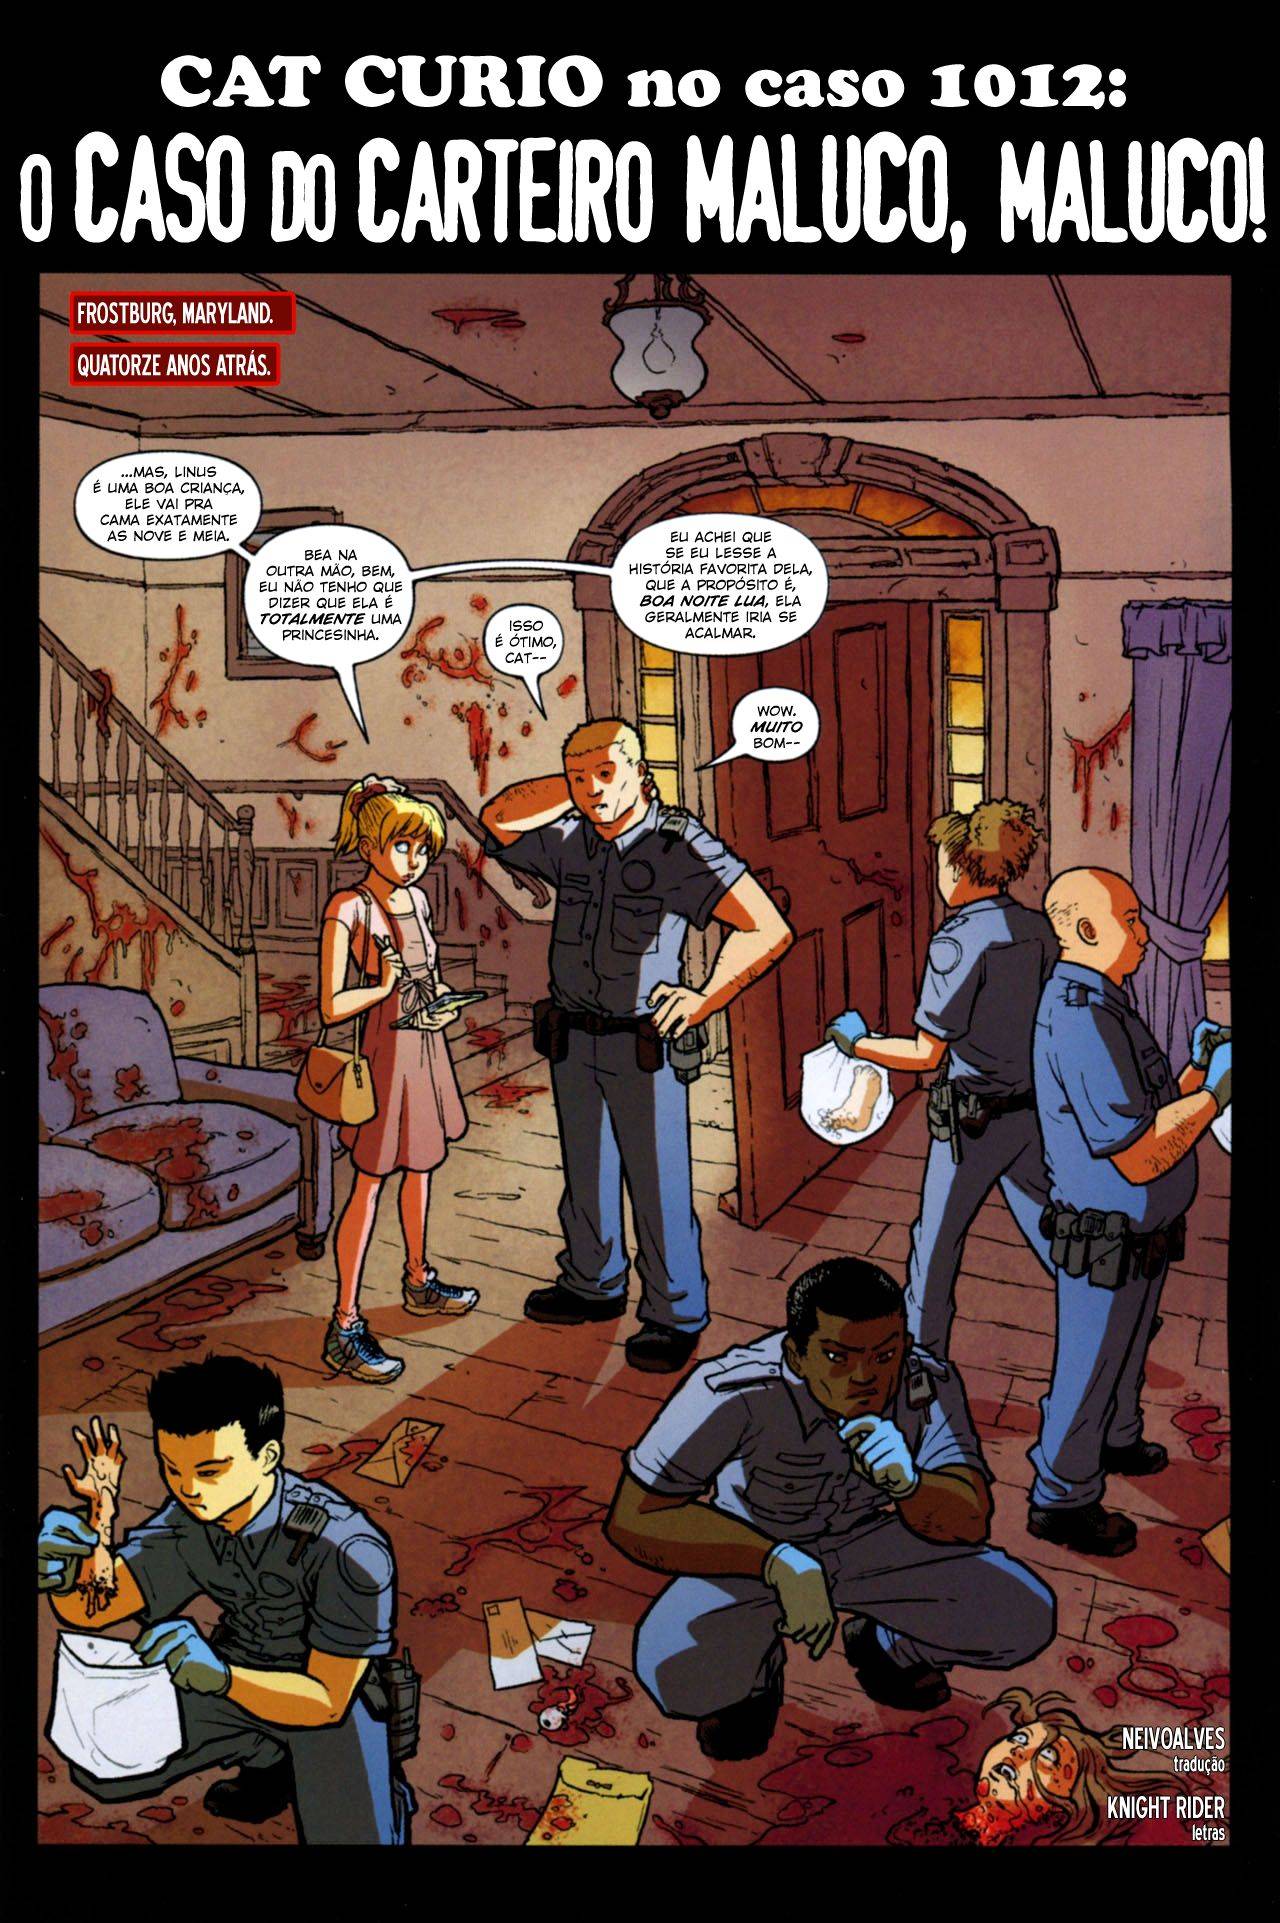 CAT CURIO no caso 1012:
O CASO DO CARTEIRO MALUCO, MALUCO!
FROSTBURG, MARYLAND.
QUATORZE ANOS ATRÁS.
...MAS, LINUS
É UMA BOA CRIANÇA,
ELE VAI PRA
CAMA EXATAMENTE
AS NOVE E MEIA.
BEA NA
OUTRA MÃO, BEM,
EU NÃO TENHO QUE
DIZER QUE ELA É
TOTALMENTE UMA
PRINCESINHA.
EU ACHEI QUE
SE EU LESSE A
HISTÓRIA FAVORITA DELA,
QUE A PROPÓSITO É,
BOA NOITE LUA, ELA
GERALMENTE IRIA SE
ACALMAR.
ISSO
É ÓTIMO,
CAT--
WOW.
MUITO
BOM--
NEIVOALVES
tradução
KNIGHT RIDER
letras